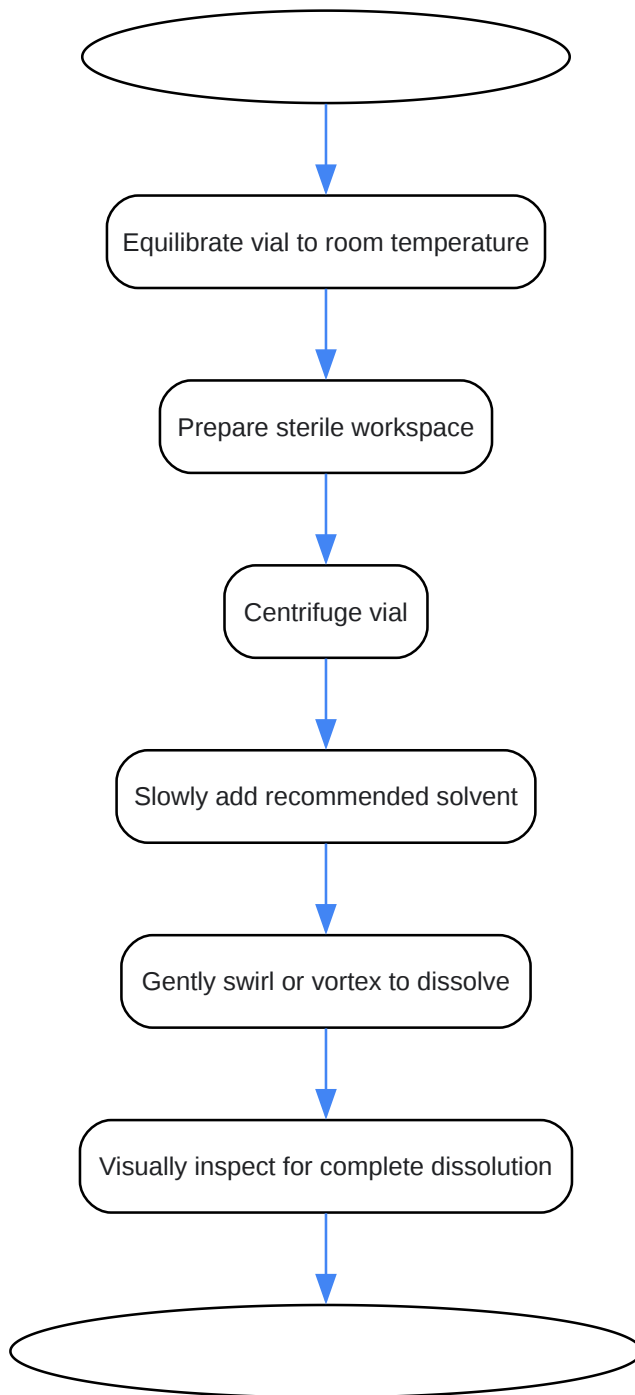 Equilibrate vial to room temperature
Prepare sterile workspace
Centrifuge vial
Slowly add recommended solvent
Gently swirl or vortex to dissolve
Visually inspect for complete dissolution